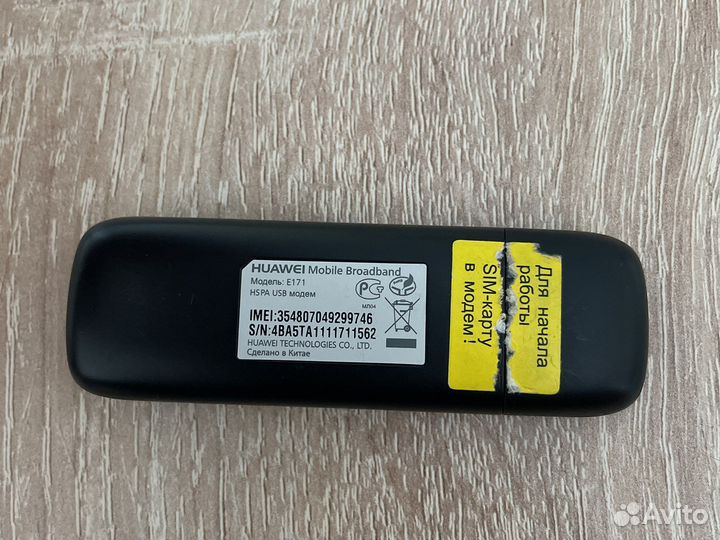 HUAWEI Mobile Broadband
Модель: E171
HSPA USB модем
МЛ04
IMEI:354807049299746
S/N:4BA5TA1111711562
HUAWEI TECHNOLOGIES CO., LTD.
Сделано в Китае
Для начала
работы
SIM-карту
в модем !
Avito